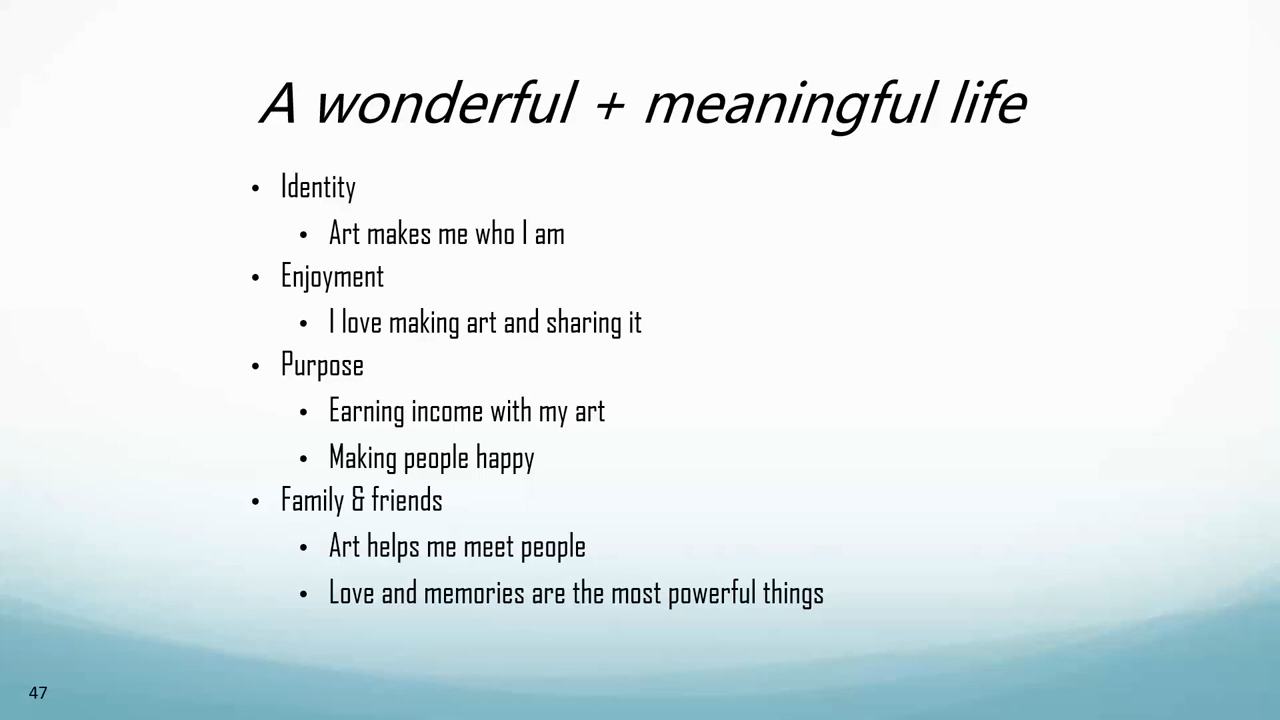 A wonderful + meaningful life
• Identity
• Art makes me who I am
• Enjoyment
• I love making art and sharing it
• Purpose
• Earning income with my art
• Making people happy
• Family & friends
• Art helps me meet people
• Love and memories are the most powerful things
47